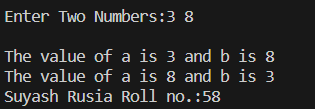 Enter Two Numbers:3 8
The value of a is 3 and b is 8
The value of a is 8 and b is 3
Suyash Rusia Roll no.:58